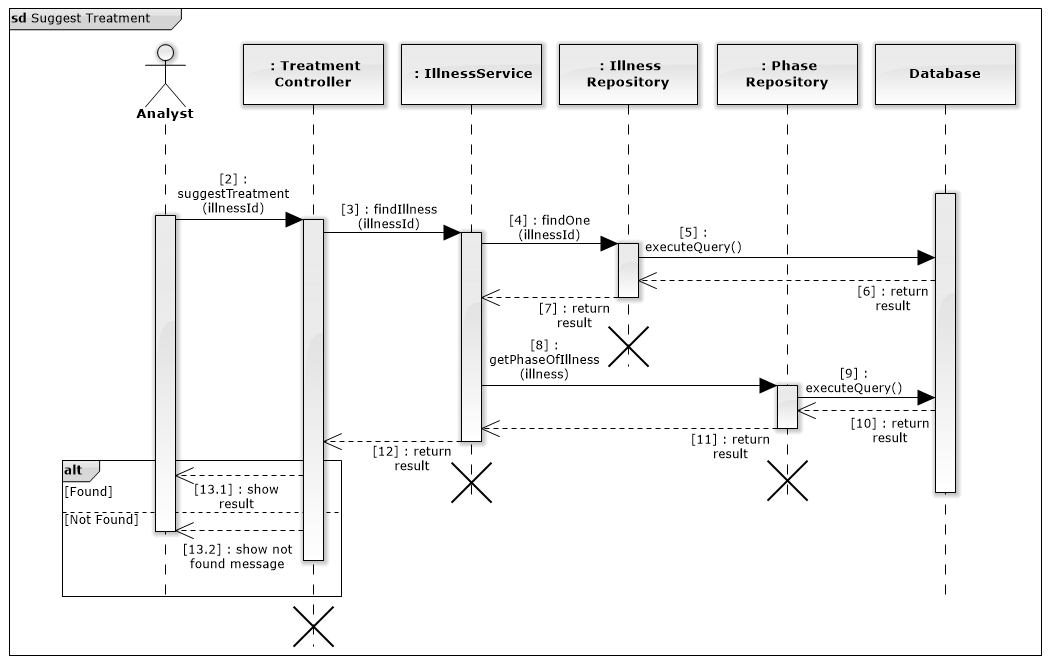 sd Suggest Treatment
Analyst
: Treatment
Controller
: IllnessService
: Illness
Repository
: Phase
Repository
Database
[2] :
suggestTreatment
(illnessId)
[3] : findIllness
(illnessId)
[4] : findOne
(illnessId)
[5] :
executeQuery()
[6] : return
result
[7] : return
result
[8] :
getPhaseOfIllness
(illness)
[9] :
executeQuery()
[10] : return
result
[11] : return
result
[12] : return
result
alt
[Found]
[13.1] : show
result
[Not Found]
[13.2] : show not
found message